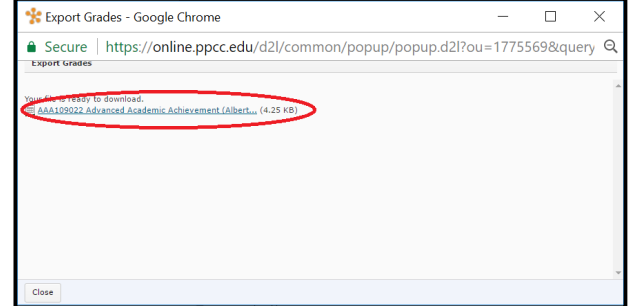 Export Grades - Google Chrome
Secure | https://online.ppcc.edu/d2l/common/popup/popup.d2l?ou=1775569&query
Export Grades
Your file is ready to download.
AAA109022 Advanced Academic Achievement (Albert... (4.25 KB)
Close